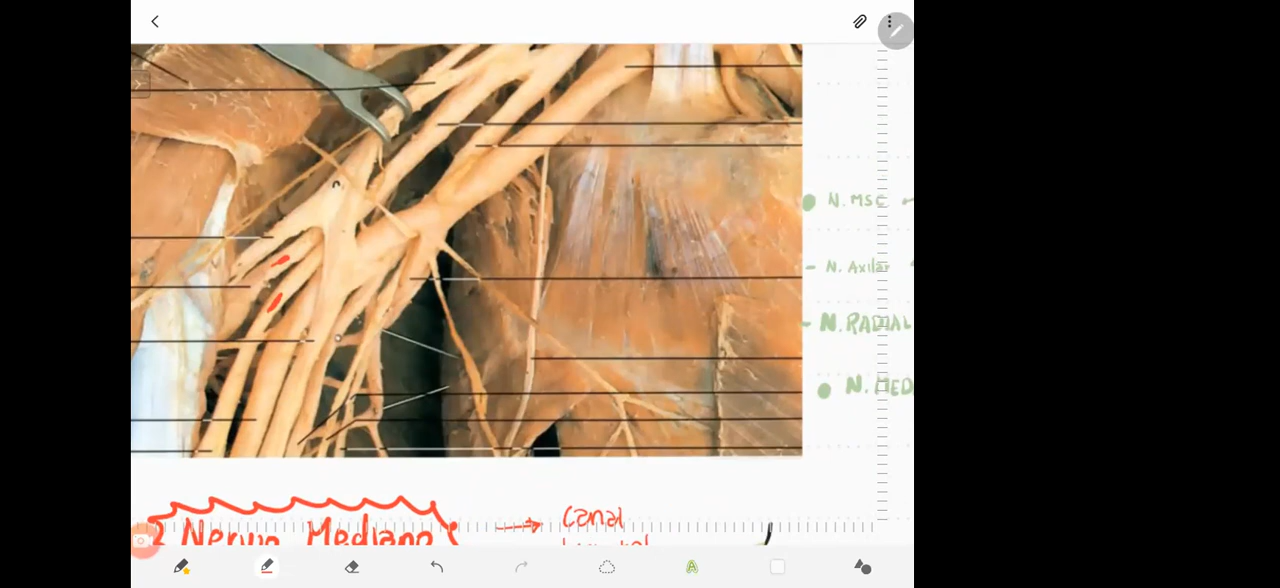 N. MSC
N. Axilar
N. RADIAL
N. MED
Nervo Mediano → canal